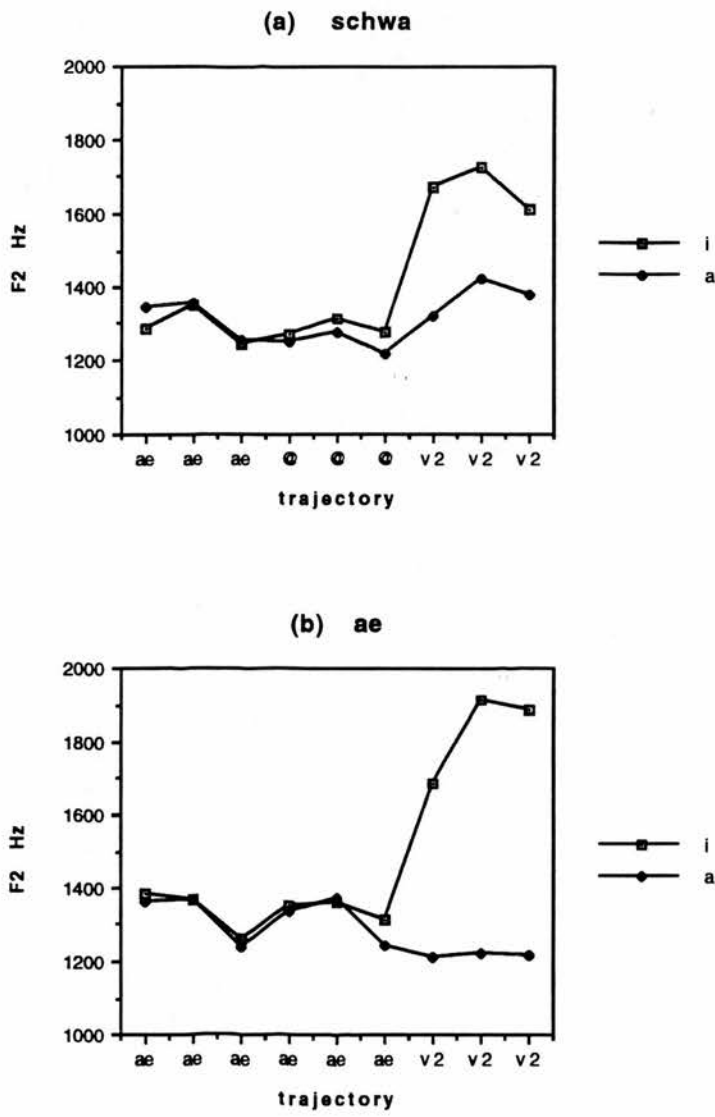 (a) schwa
2000
1800
1600
1400
1200
1000
F2 Hz
ae ae ae @ @ @ v2 v2 v2
trajectory
i
a
(b) ae
2000
1800
1600
1400
1200
1000
F2 Hz
ae ae ae ae ae ae v2 v2 v2
trajectory
i
a